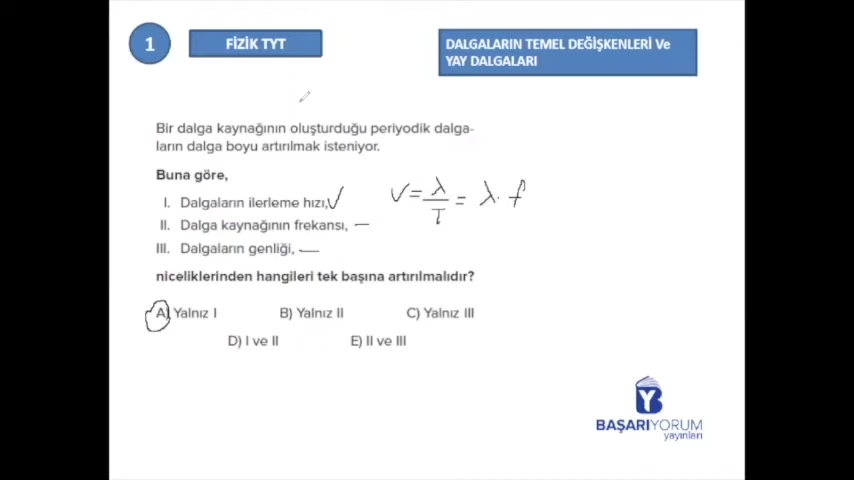 1
FİZİK TYT
DALGALARIN TEMEL DEĞİŞKENLERİ Ve
YAY DALGALARI
Bir dalga kaynağının oluşturduğu periyodik dalga-
ların dalga boyu artırılmak isteniyor.
Buna göre,
I. Dalgaların ilerleme hızı, ✓
II. Dalga kaynağının frekansı, —
III. Dalgaların genliği, —
V = λ/T = λ · f
niceliklerinden hangileri tek başına artırılmalıdır?
A) Yalnız I B) Yalnız II C) Yalnız III
D) I ve II E) II ve III
YB
BAŞARIYORUM
yayınları